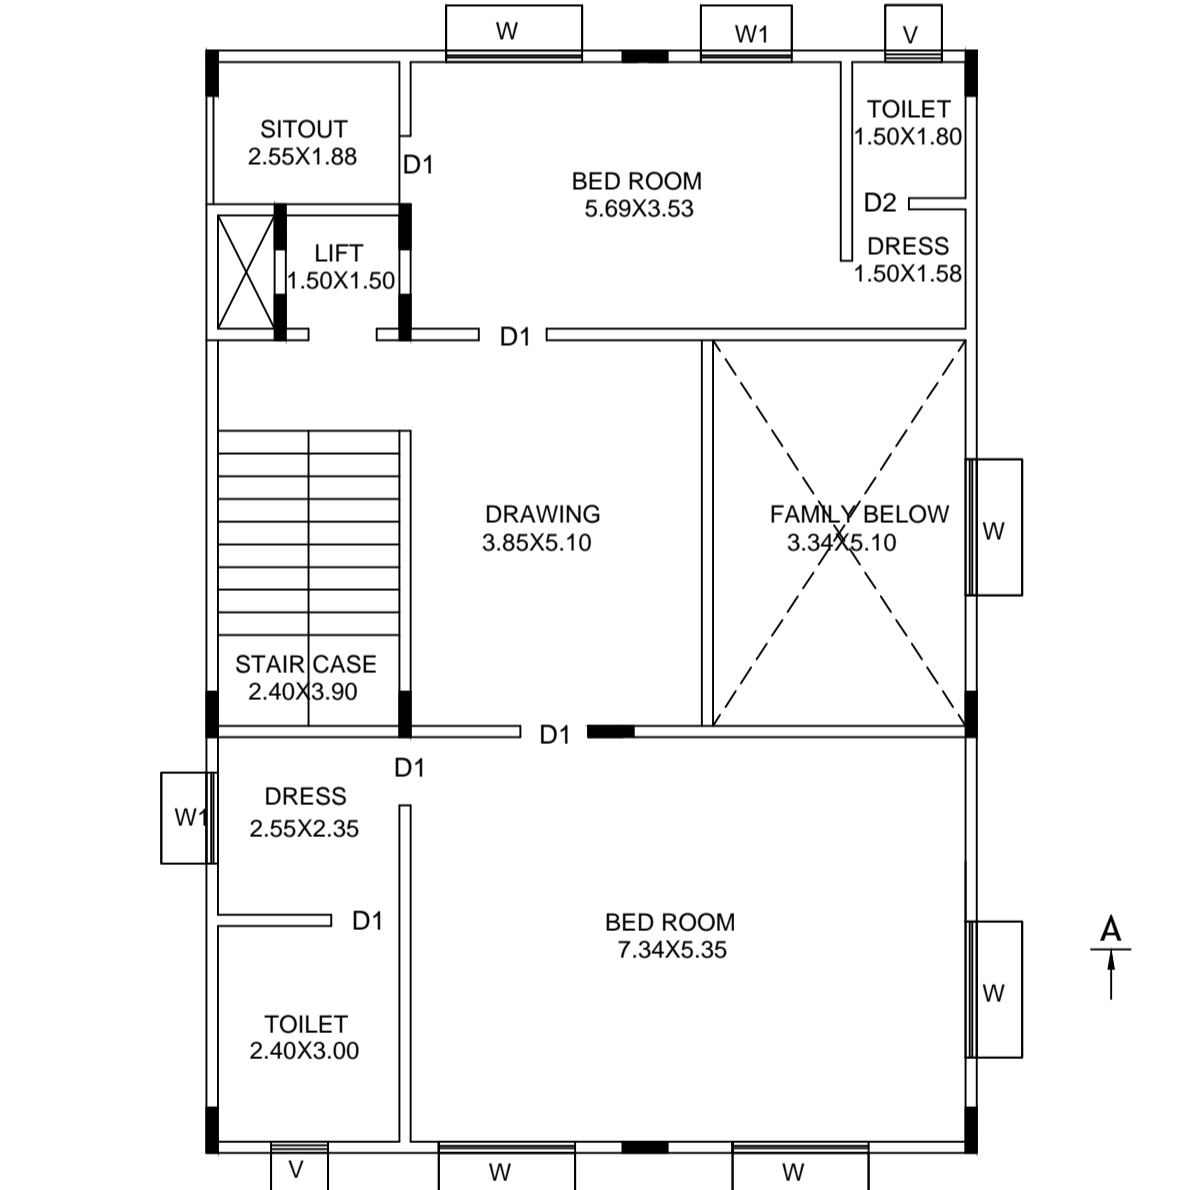 W
W1
V
SITOUT
2.55X1.88
D1
BED ROOM
5.69X3.53
TOILET
1.50X1.80
D2
DRESS
1.50X1.58
LIFT
1.50X1.50
D1
DRAWING
3.85X5.10
FAMILY BELOW
3.34X5.10
W
STAIR CASE
2.40X3.90
D1
D1
W1
DRESS
2.55X2.35
D1
BED ROOM
7.34X5.35
A
W
TOILET
2.40X3.00
V
W
W